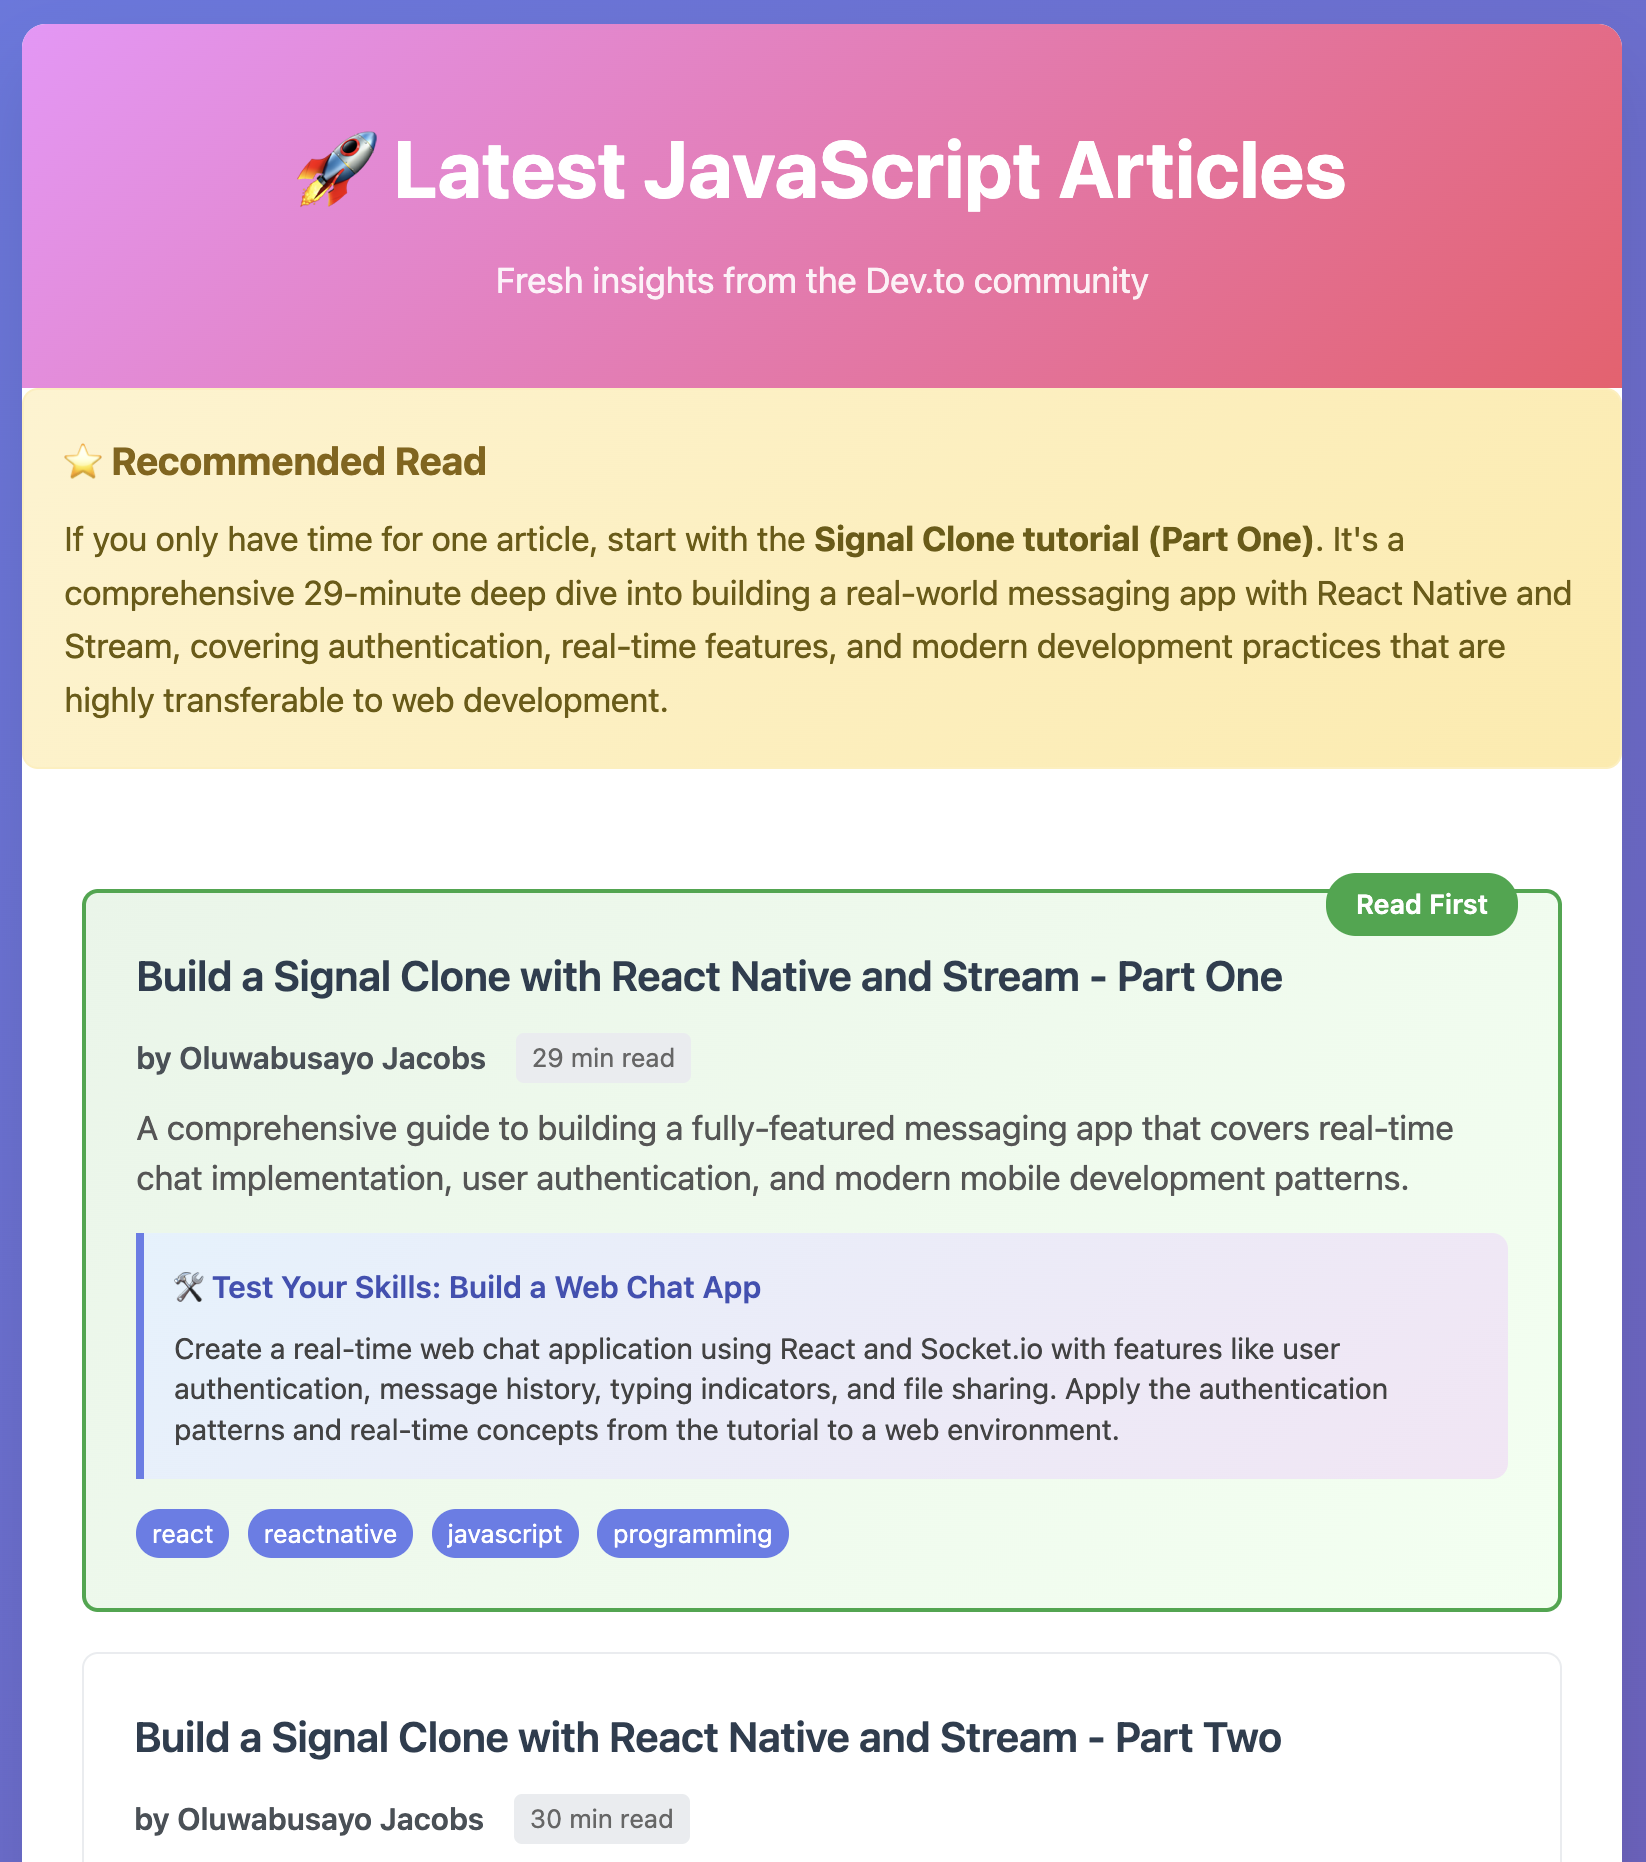 🚀 Latest JavaScript Articles
Fresh insights from the Dev.to community
⭐ Recommended Read
If you only have time for one article, start with the Signal Clone tutorial (Part One). It's a
comprehensive 29-minute deep dive into building a real-world messaging app with React Native and
Stream, covering authentication, real-time features, and modern development practices that are
highly transferable to web development.
Read First
Build a Signal Clone with React Native and Stream - Part One
by Oluwabusayo Jacobs 29 min read
A comprehensive guide to building a fully-featured messaging app that covers real-time
chat implementation, user authentication, and modern mobile development patterns.
🛠️ Test Your Skills: Build a Web Chat App
Create a real-time web chat application using React and Socket.io with features like user
authentication, message history, typing indicators, and file sharing. Apply the authentication
patterns and real-time concepts from the tutorial to a web environment.
react reactnative javascript programming
Build a Signal Clone with React Native and Stream - Part Two
by Oluwabusayo Jacobs 30 min read